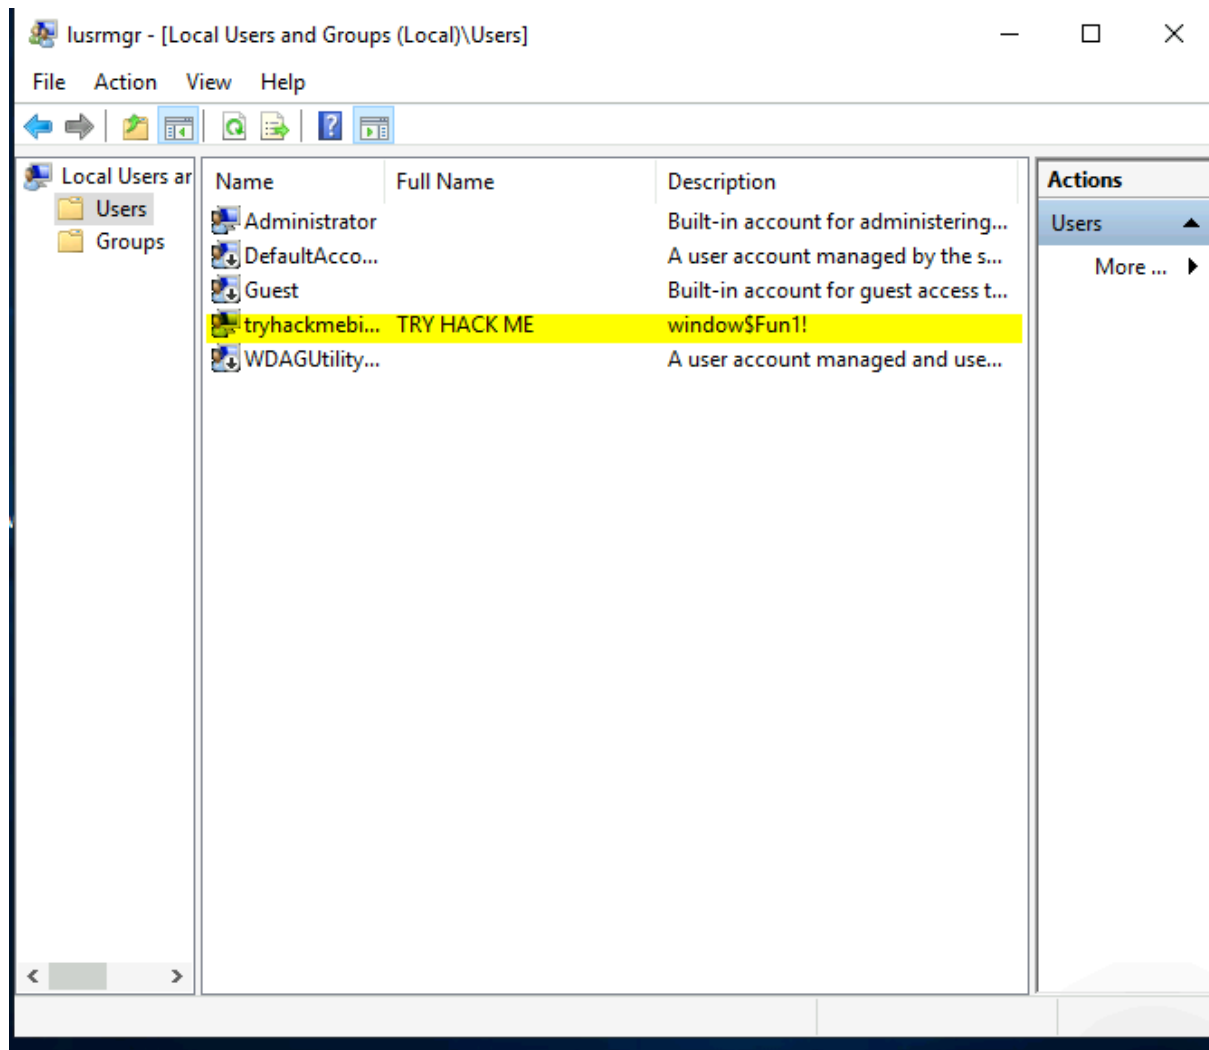 lusrmgr - [Local Users and Groups (Local)\Users]
File Action View Help
Local Users ar
Users
Groups
Name Full Name Description
Administrator Built-in account for administering...
DefaultAcco... A user account managed by the s...
Guest Built-in account for guest access t...
tryhackmebi... TRY HACK ME window$Fun1!
WDAGUtility... A user account managed and use...
Actions
Users
More ...